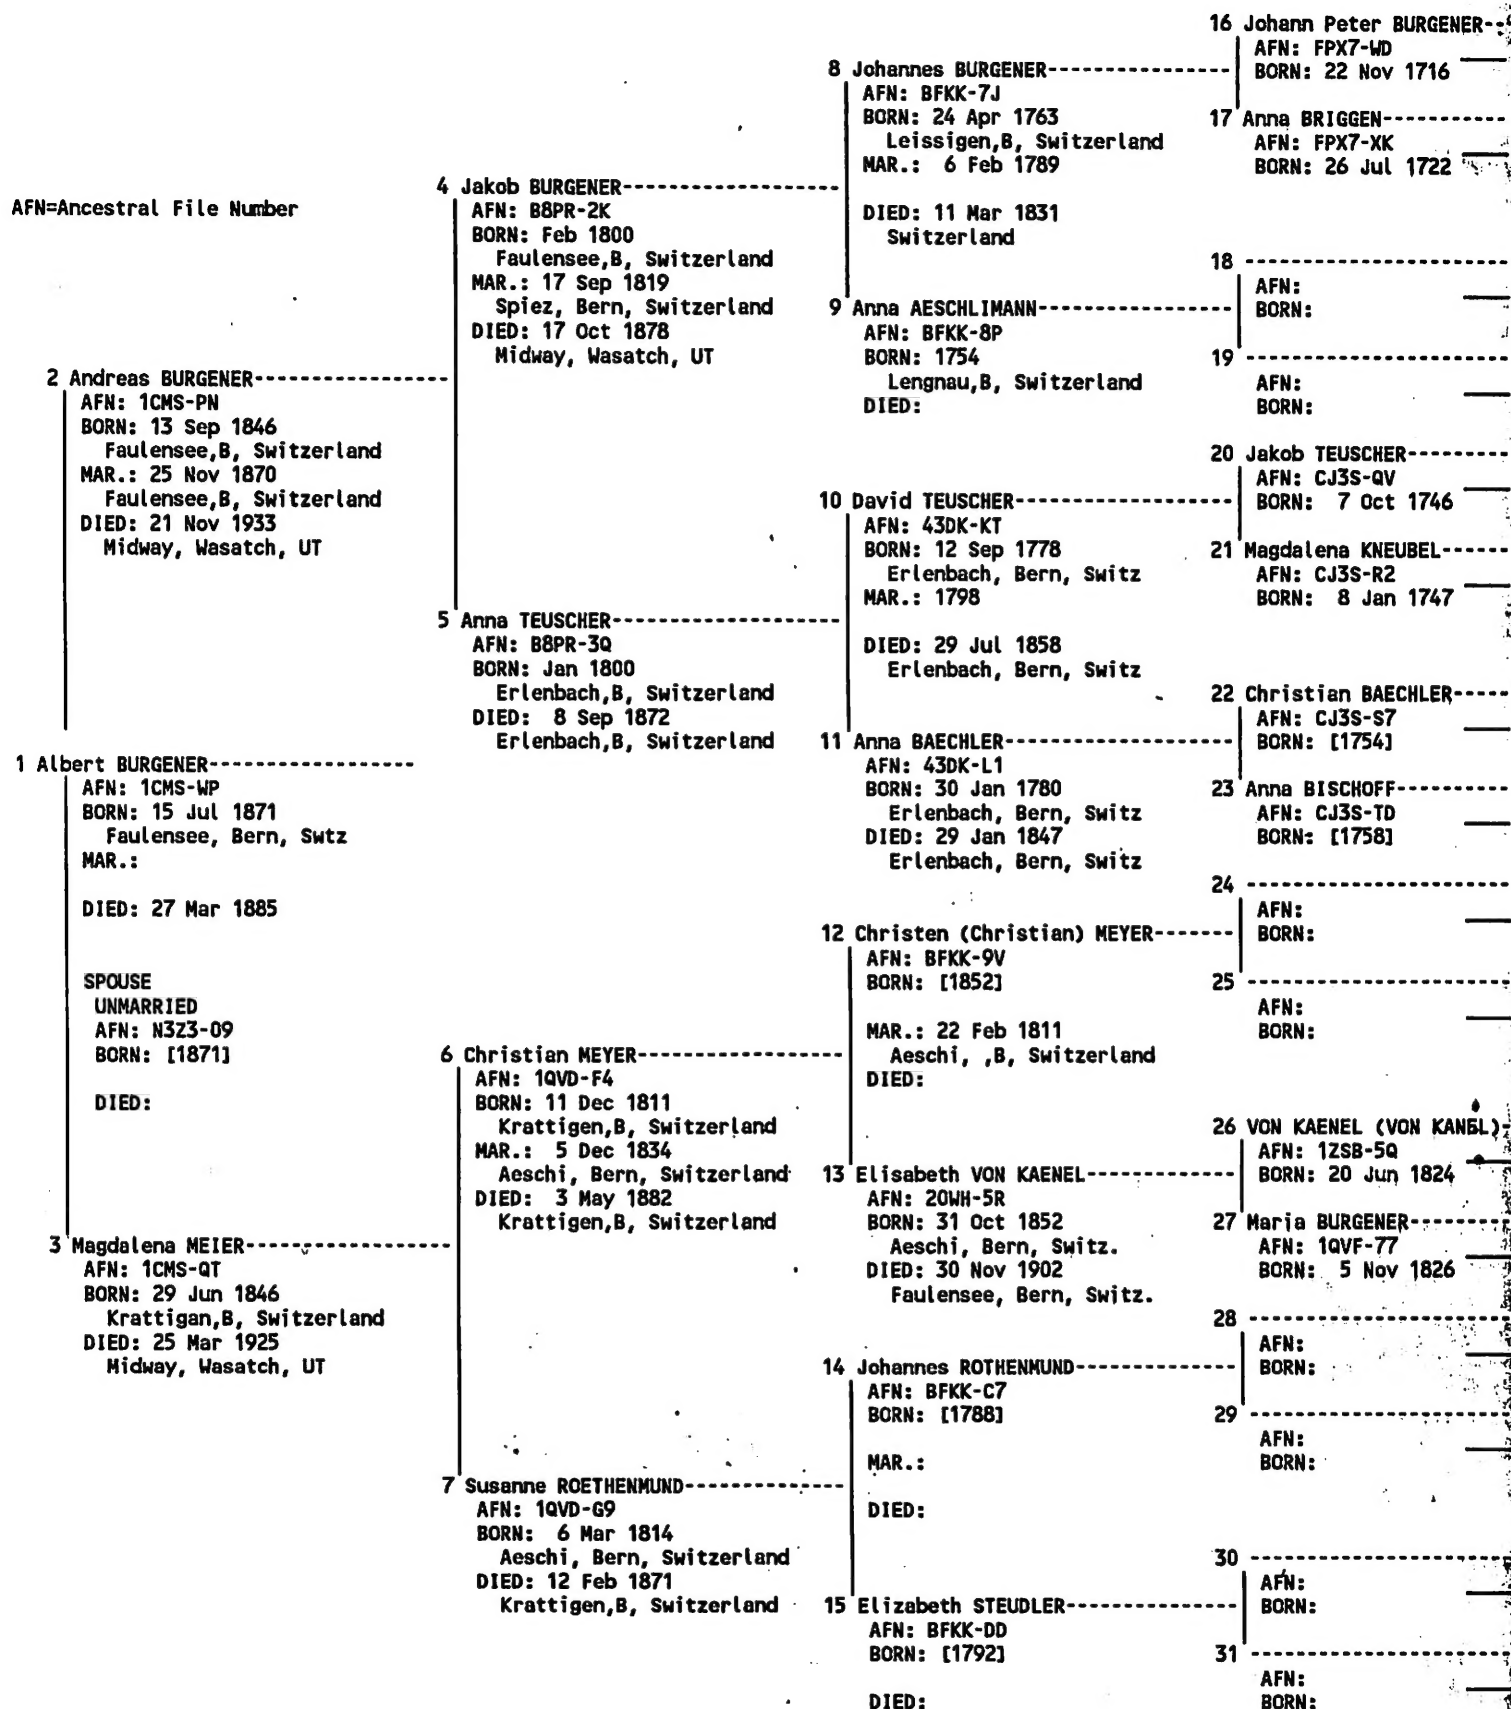 AFN=Ancestral File Number
1 Albert BURGENER-----------------
AFN: 1CMS-WP
BORN: 15 Jul 1871
Faulensee, Bern, Swtz
MAR.:
DIED: 27 Mar 1885
SPOUSE
UNMARRIED
AFN: N3Z3-09
BORN: [1871]
DIED:
2 Andreas BURGENER----------------
AFN: 1CMS-PN
BORN: 13 Sep 1846
Faulensee,B, Switzerland
MAR.: 25 Nov 1870
Faulensee,B, Switzerland
DIED: 21 Nov 1933
Midway, Wasatch, UT
3 Magdalena MEIER-----------------
AFN: 1CMS-QT
BORN: 29 Jun 1846
Krattigan,B, Switzerland
DIED: 25 Mar 1925
Midway, Wasatch, UT
4 Jakob BURGENER------------------
AFN: B8PR-2K
BORN: Feb 1800
Faulensee,B, Switzerland
MAR.: 17 Sep 1819
Spiez, Bern, Switzerland
DIED: 17 Oct 1878
Midway, Wasatch, UT
5 Anna TEUSCHER-------------------
AFN: B8PR-3Q
BORN: Jan 1800
Erlenbach,B, Switzerland
DIED: 8 Sep 1872
Erlenbach,B, Switzerland
6 Christian MEYER-----------------
AFN: 1QVD-F4
BORN: 11 Dec 1811
Krattigen,B, Switzerland
MAR.: 5 Dec 1834
Aeschi, Bern, Switzerland
DIED: 3 May 1882
Krattigen,B, Switzerland
7 Susanne ROETHENMUND-------------
AFN: 1QVD-G9
BORN: 6 Mar 1814
Aeschi, Bern, Switzerland
DIED: 12 Feb 1871
Krattigen,B, Switzerland
8 Johannes BURGENER---------------
AFN: BFKK-7J
BORN: 24 Apr 1763
Leissigen,B, Switzerland
MAR.: 6 Feb 1789
DIED: 11 Mar 1831
Switzerland
9 Anna AESCHLIMANN----------------
AFN: BFKK-8P
BORN: 1754
Lengnau,B, Switzerland
DIED:
10 David TEUSCHER------------------
AFN: 43DK-KT
BORN: 12 Sep 1778
Erlenbach, Bern, Switz
MAR.: 1798
DIED: 29 Jul 1858
Erlenbach, Bern, Switz
11 Anna BAECHLER-------------------
AFN: 43DK-L1
BORN: 30 Jan 1780
Erlenbach, Bern, Switz
DIED: 29 Jan 1847
Erlenbach, Bern, Switz
12 Christen (Christian) MEYER-------
AFN: BFKK-9V
BORN: [1852]
MAR.: 22 Feb 1811
Aeschi, ,B, Switzerland
DIED:
13 Elisabeth VON KAENEL------------
AFN: 20WH-5R
BORN: 31 Oct 1852
Aeschi, Bern, Switz.
DIED: 30 Nov 1902
Faulensee, Bern, Switz.
14 Johannes ROTHENMUND-------------
AFN: BFKK-C7
BORN: [1788]
MAR.:
DIED:
15 Elizabeth STEUDLER--------------
AFN: BFKK-DD
BORN: [1792]
DIED:
16 Johann Peter BURGENER--
AFN: FPX7-WD
BORN: 22 Nov 1716
17 Anna BRIGGEN-----------
AFN: FPX7-XK
BORN: 26 Jul 1722
18 -----------------------
AFN:
BORN:
19 -----------------------
AFN:
BORN:
20 Jakob TEUSCHER---------
AFN: CJ3S-QV
BORN: 7 Oct 1746
21 Magdalena KNEUBEL------
AFN: CJ3S-R2
BORN: 8 Jan 1747
22 Christian BAECHLER-----
AFN: CJ3S-S7
BORN: [1754]
23 Anna BISCHOFF----------
AFN: CJ3S-TD
BORN: [1758]
24 -----------------------
AFN:
BORN:
25 -----------------------
AFN:
BORN:
26 VON KAENEL (VON KANEL)-
AFN: 1ZSB-5Q
BORN: 20 Jun 1824
27 Maria BURGENER---------
AFN: 1QVF-77
BORN: 5 Nov 1826
28 -----------------------
AFN:
BORN:
29 -----------------------
AFN:
BORN:
30 -----------------------
AFN:
BORN:
31 -----------------------
AFN:
BORN: